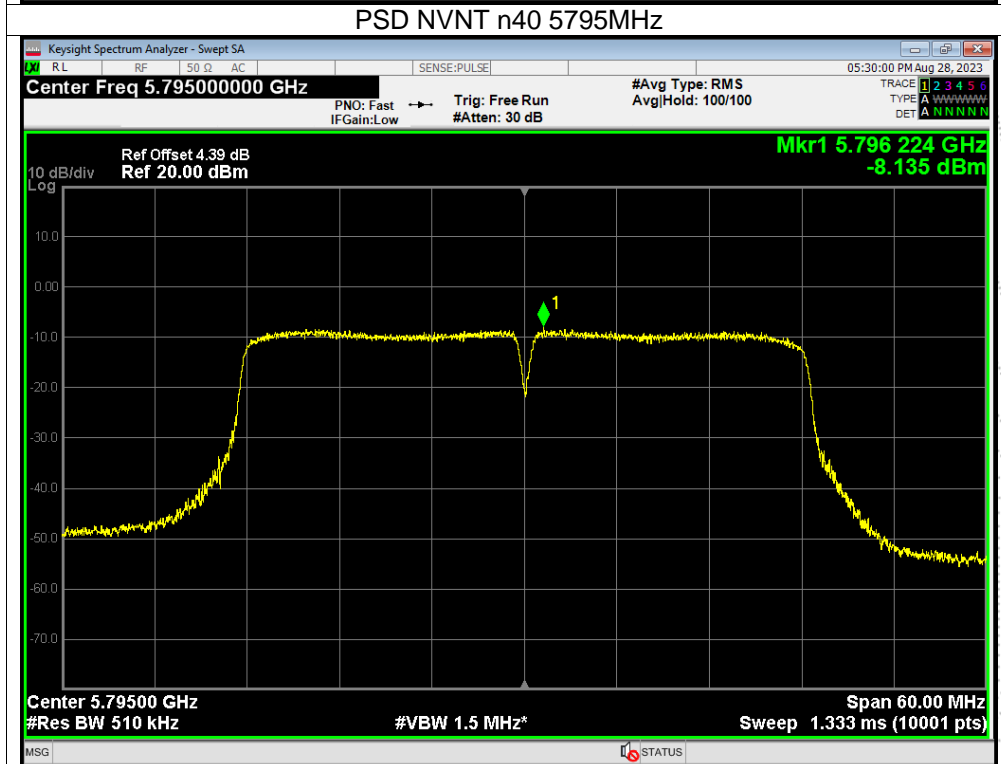 PSD NVNT n40 5795MHz
Keysight Spectrum Analyzer - Swept SA
LXI RL RF 50 Ω AC SENSE:PULSE 05:30:00 PM Aug 28, 2023
Center Freq 5.795000000 GHz
PNO: Fast
IFGain:Low
Trig: Free Run
#Atten: 30 dB
#Avg Type: RMS
Avg|Hold: 100/100
TRACE 1 2 3 4 5 6
TYPE A WWWWW
DET A N N N N N
Mkr1 5.796 224 GHz
-8.135 dBm
Ref Offset 4.39 dB
10 dB/div Ref 20.00 dBm
Log
10.0
0.00
-10.0
-20.0
-30.0
-40.0
-50.0
-60.0
-70.0
1
Center 5.79500 GHz
Span 60.00 MHz
#Res BW 510 kHz
#VBW 1.5 MHz*
Sweep 1.333 ms (10001 pts)
MSG
STATUS